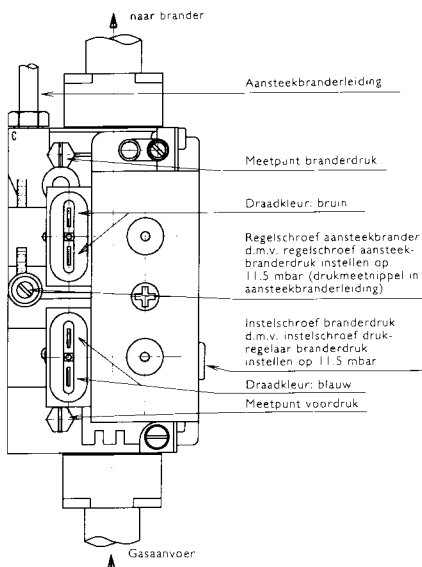 naar brander
Aansteekbranderleiding
C
Meetpunt branderdruk
Draadkleur: bruin
Regelschroef aansteekbrander
d.m.v. regelschroef aansteek-
branderdruk instellen op
11.5 mbar (drukmeetnippel in
aansteekbranderleiding)
Instelschroef branderdruk
d.m.v. instelschroef druk-
regelaar branderdruk
instellen op 11.5 mbar
Draadkleur: blauw
Meetpunt voordruk
Gasaanvoer